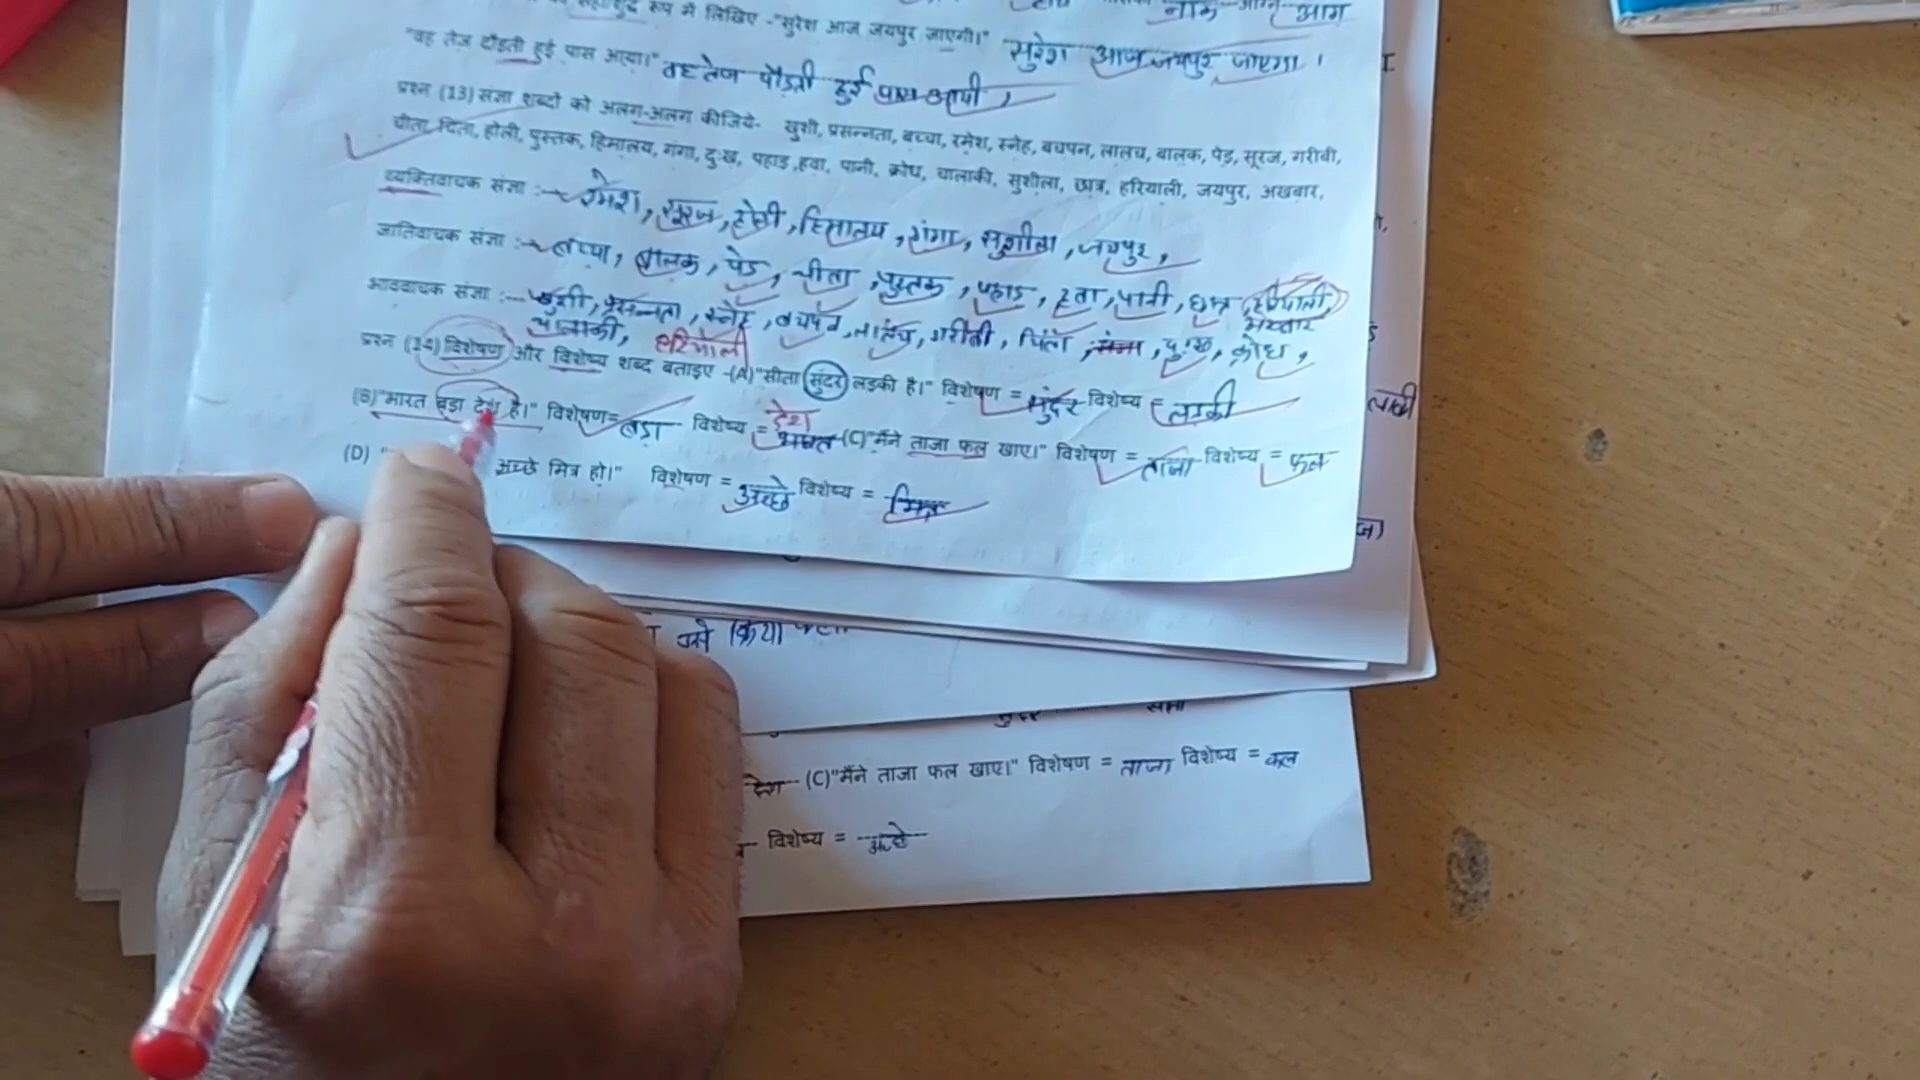 रूप में लिखिए -"सुरेश आज जयपुर जाएगी।" सुरेश आज जयपुर जाएगा।
"वह तेज दौड़ती हुई पास आया।" वह तेज दौड़ती हुई पास आयी।
प्रश्न (13) संज्ञा शब्दों को अलग-अलग कीजिये- खुशी, प्रसन्नता, बच्चा, रमेश, स्नेह, बचपन, लालच, बालक, पेड़, सूरज, गरीबी,
चीता, चिंता, होली, पुस्तक, हिमालय, गंगा, दुःख, पहाड़ ,हवा, पानी, क्रोध, चालाकी, सुशीला, छात्र, हरियाली, जयपुर, अखबार,
व्यक्तिवाचक संज्ञा :- रमेश, सूरज, होली, हिमालय, गंगा, सुशीला, जयपुर,
जातिवाचक संज्ञा :- बच्चा, बालक, पेड़, चीता, पुस्तक, पहाड़, हवा, पानी, छात्र, हरियाली,
अखबार
भाववाचक संज्ञा :- खुशी, प्रसन्नता, स्नेह, बचपन, लालच, गरीबी, चिंता, दुःख, क्रोध,
चालाकी, हरियाली
प्रश्न (14) विशेषण और विशेष्य शब्द बताइए -(A)"सीता सुंदर लड़की है।" विशेषण = सुंदर विशेष्य = लड़की
(B)"भारत बड़ा देश है।" विशेषण= बड़ा विशेष्य = देश भारत (C)"मैंने ताजा फल खाए।" विशेषण = ताजा विशेष्य = फल
(D) " अच्छे मित्र हो।" विशेषण = अच्छे विशेष्य = मित्र
उसे क्रिया
देश (C)"मैंने ताजा फल खाए।" विशेषण = ताजा विशेष्य = फल
विशेष्य = अच्छे